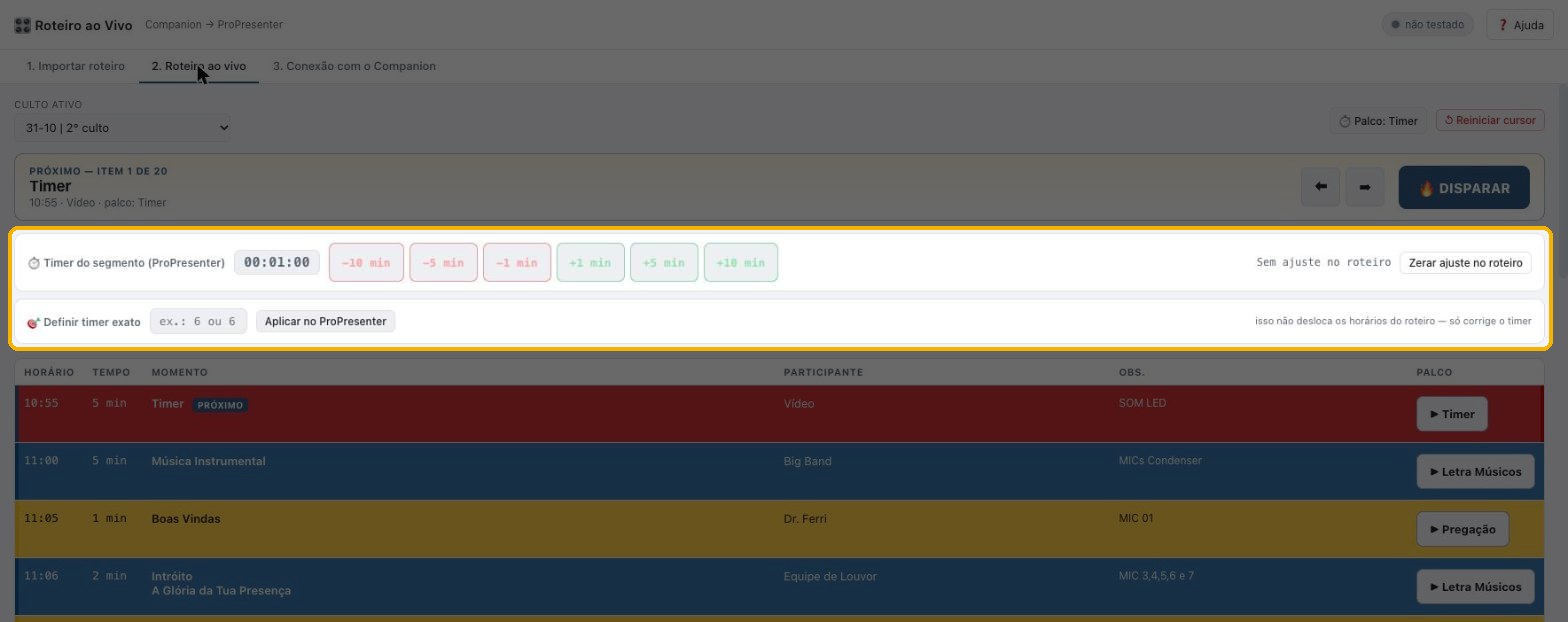 Roteiro ao Vivo Companion → ProPresenter não testado ❓ Ajuda
1. Importar roteiro 2. Roteiro ao vivo 3. Conexão com o Companion
CULTO ATIVO
31-10 | 2° culto ⏱ Palco: Timer ↺ Reiniciar cursor
PRÓXIMO — ITEM 1 DE 20
Timer
10:55 · Vídeo · palco: Timer
⬅ ➡ 🔥 DISPARAR
⏱ Timer do segmento (ProPresenter) 00:01:00 −10 min −5 min −1 min +1 min +5 min +10 min Sem ajuste no roteiro Zerar ajuste no roteiro
🎯 Definir timer exato ex.: 6 ou 6 Aplicar no ProPresenter isso não desloca os horários do roteiro — só corrige o timer
HORÁRIO TEMPO MOMENTO PARTICIPANTE OBS. PALCO
10:55 5 min Timer PRÓXIMO Vídeo SOM LED ► Timer
11:00 5 min Música Instrumental Big Band MICs Condenser ► Letra Músicos
11:05 1 min Boas Vindas Dr. Ferri MIC 01 ► Pregação
11:06 2 min Intróito Equipe de Louvor MIC 3,4,5,6 e 7 ► Letra Músicos
A Glória da Tua Presença